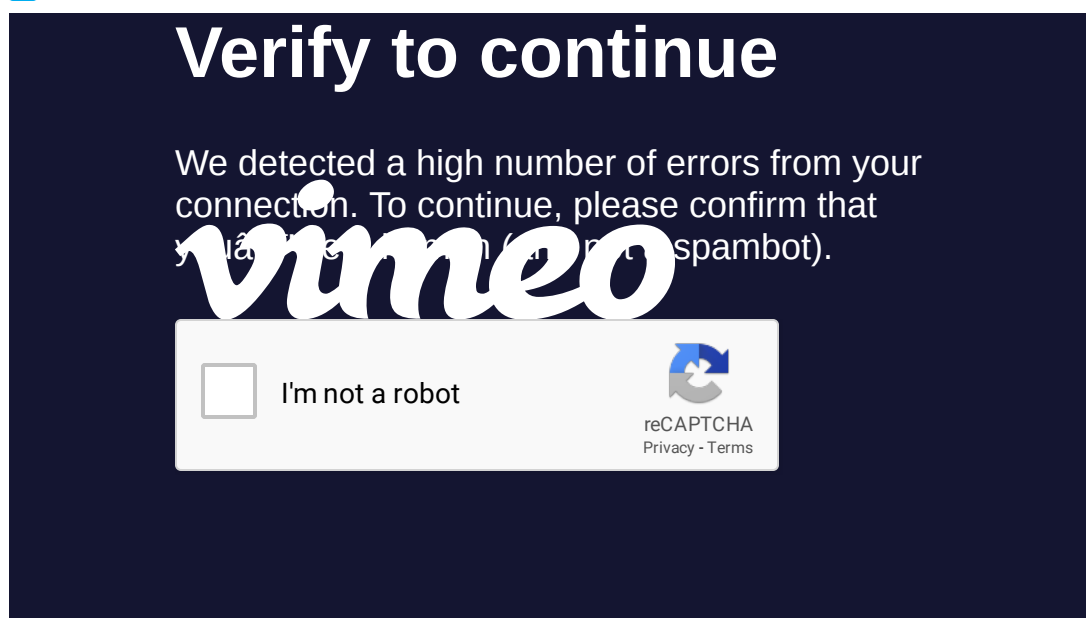 Verify to continue
We detected a high number of errors from your
connection. To continue, please confirm that
spambot).
vimeo
I'm not a robot
reCAPTCHA
Privacy - Terms